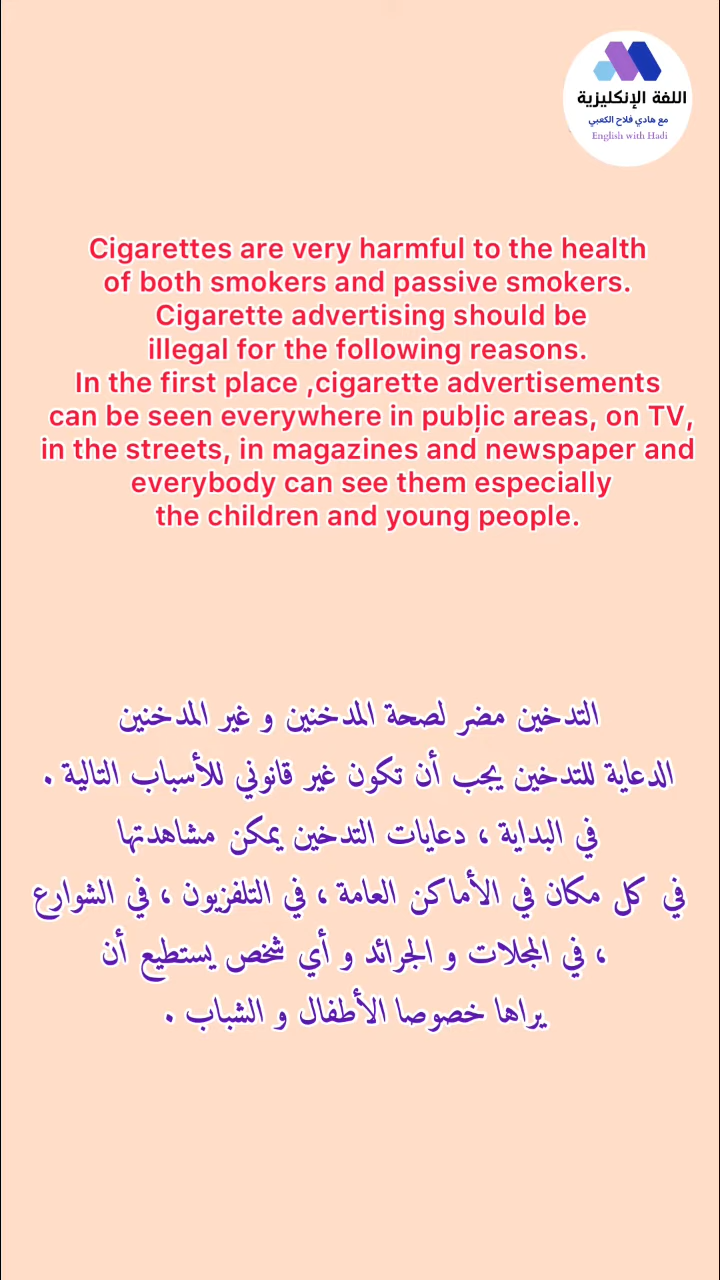 اللغة الإنكليزية
مع هادي فلاح الكعبي
English with Hadi
Cigarettes are very harmful to the health
of both smokers and passive smokers.
Cigarette advertising should be
illegal for the following reasons.
In the first place ,cigarette advertisements
can be seen everywhere in public areas, on TV,
in the streets, in magazines and newspaper and
everybody can see them especially
the children and young people.
التدخين مضر لصحة المدخنين و غير المدخنين
الدعاية للتدخين يجب أن تكون غير قانوني للأسباب التالية .
في البداية ، دعايات التدخين يمكن مشاهدتها
في كل مكان في الأماكن العامة ، في التلفزيون ، في الشوارع
، في المجلات و الجرائد و أي شخص يستطيع أن
يراها خصوصا الأطفال و الشباب .